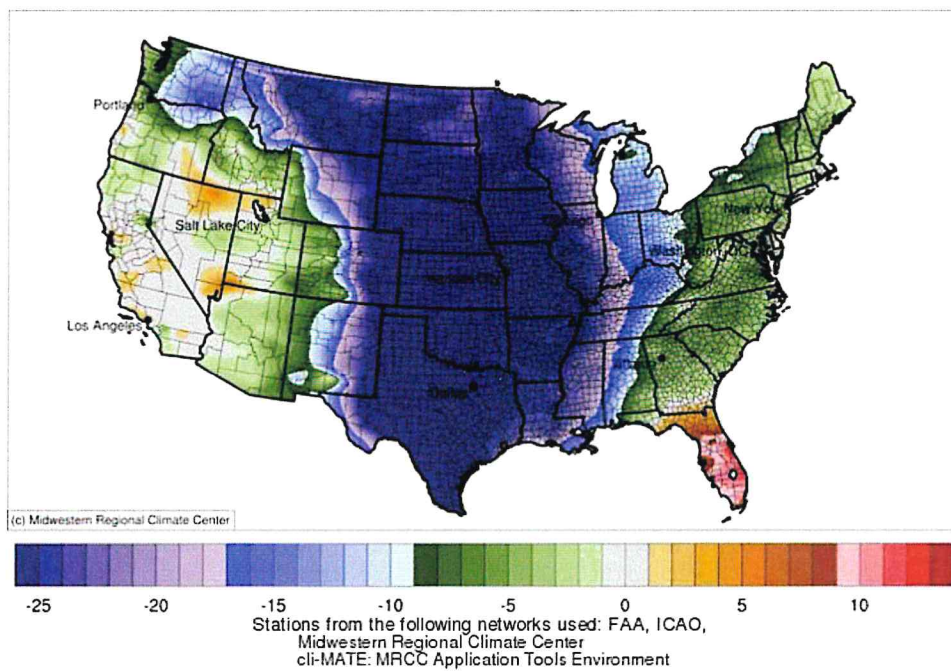 Portland
Salt Lake City
New York
Washington, D.C.
Los Angeles
Dallas
(c) Midwestern Regional Climate Center
-25 -20 -15 -10 -5 0 5 10
Stations from the following networks used: FAA, ICAO,
Midwestern Regional Climate Center
cli-MATE: MRCC Application Tools Environment